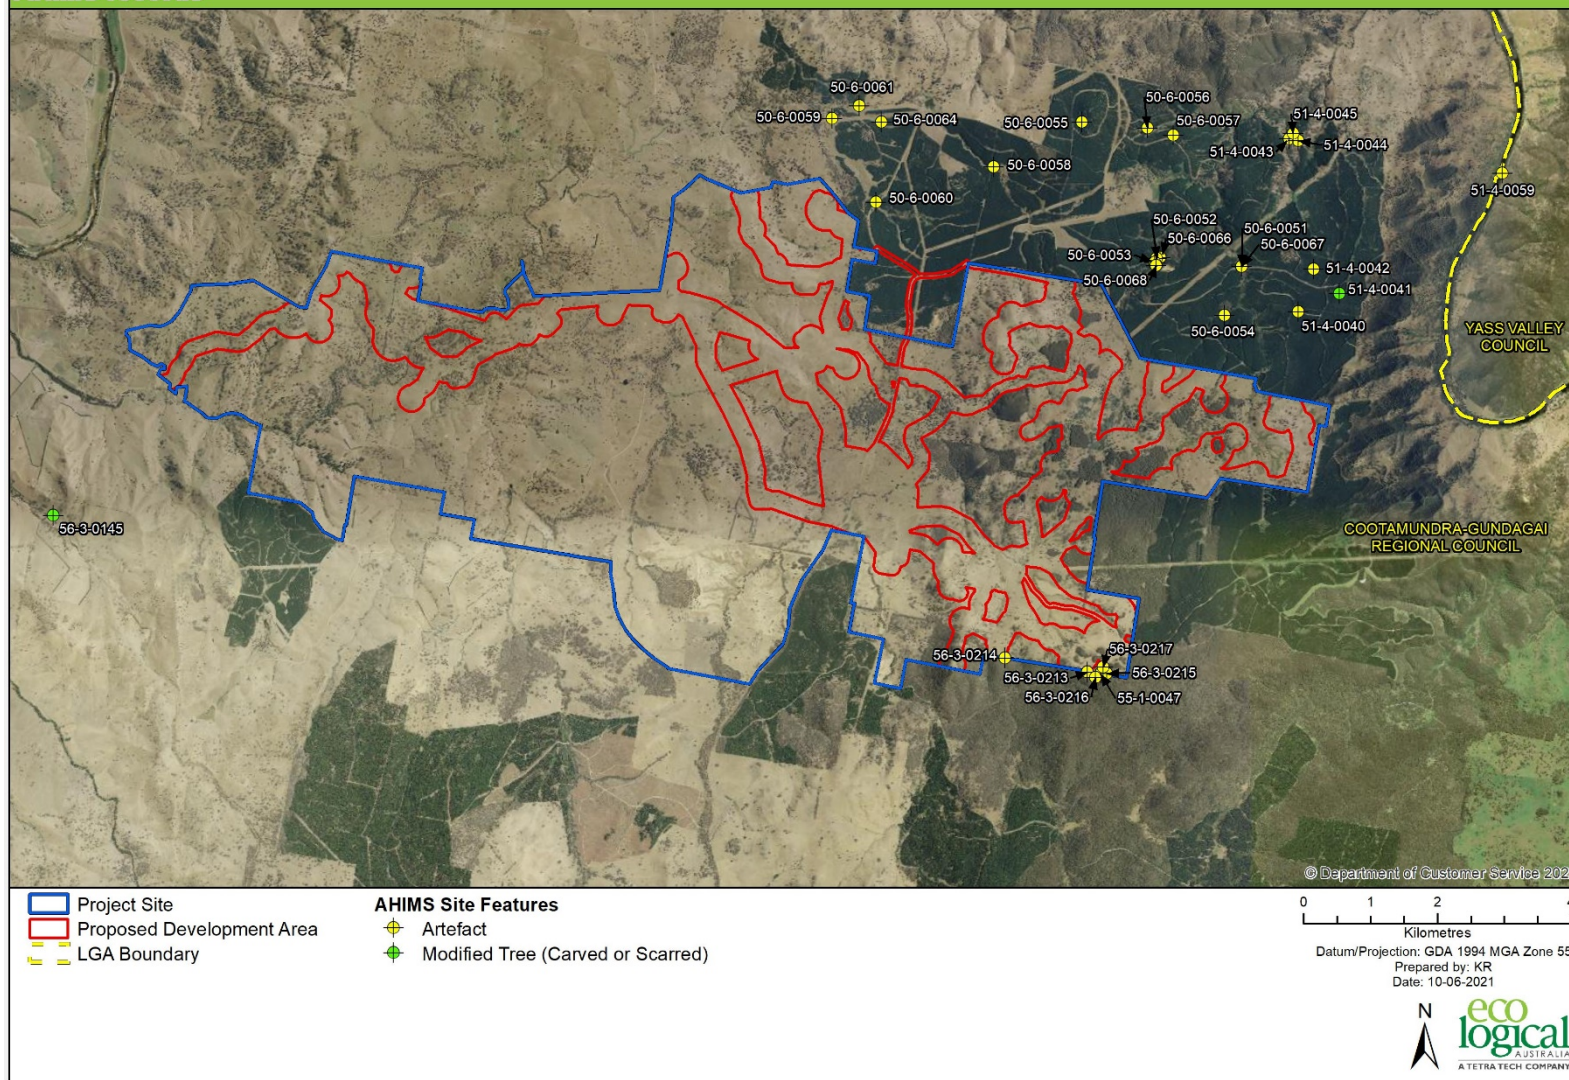 50-6-0061
50-6-0059
50-6-0064
50-6-0055
50-6-0056
50-6-0057
51-4-0045
51-4-0043
51-4-0044
50-6-0058
51-4-0059
50-6-0060
50-6-0052
50-6-0066
50-6-0051
50-6-0067
50-6-0053
50-6-0068
51-4-0042
51-4-0041
50-6-0054
51-4-0040
YASS VALLEY
COUNCIL
56-3-0145
COOTAMUNDRA-GUNDAGAI
REGIONAL COUNCIL
56-3-0217
56-3-0214
56-3-0213
56-3-0215
56-3-0216
55-1-0047
© Department of Customer Service 202
Project Site
Proposed Development Area
LGA Boundary
AHIMS Site Features
Artefact
Modified Tree (Carved or Scarred)
0 1 2 4
Kilometres
Datum/Projection: GDA 1994 MGA Zone 55
Prepared by: KR
Date: 10-06-2021
N
eco
logical
AUSTRALIA
A TETRA TECH COMPANY